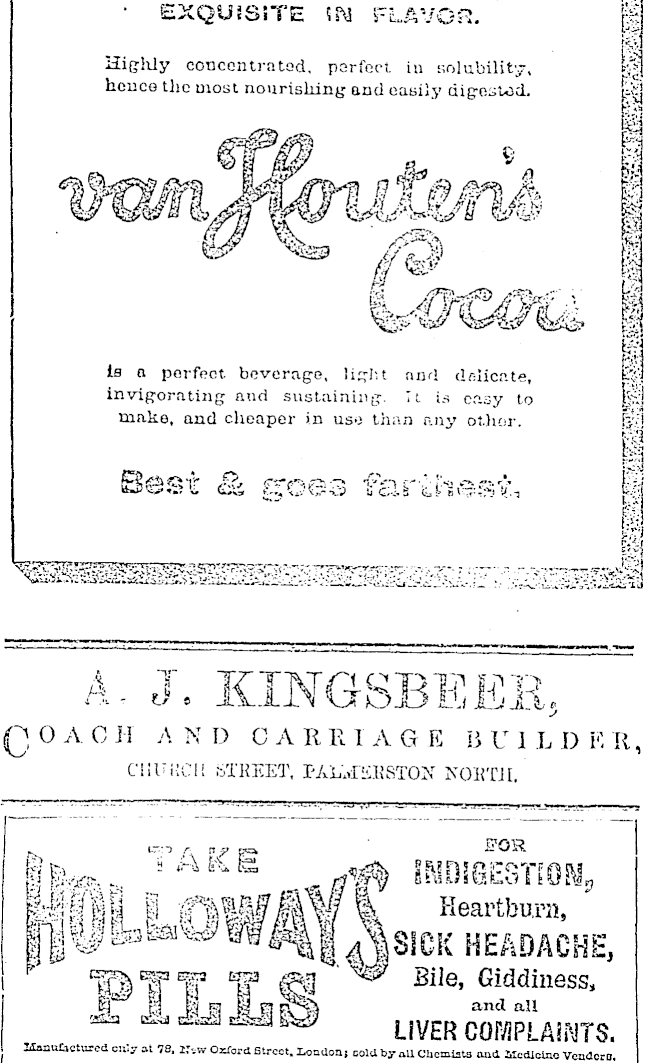 EXQUISITE IN FLAVOR.
Highly concentrated, perfect in solubility,
hence the most nourishing and easily digested.
van Houten's
Cocoa
is a perfect beverage, light and delicate,
invigorating and sustaining. It is easy to
make, and cheaper in use than any other.
Best & goes farthest.
A. J. KINGSBEER,
COACH AND CARRIAGE BUILDER,
CHURCH STREET, PALMERSTON NORTH.
TAKE
HOLLOWAY'S
PILLS
FOR
INDIGESTION,
Heartburn,
SICK HEADACHE,
Bile, Giddiness,
and all
LIVER COMPLAINTS.
Manufactured only at 78, New Oxford Street, London; sold by all Chemists and Medicine Vendors.